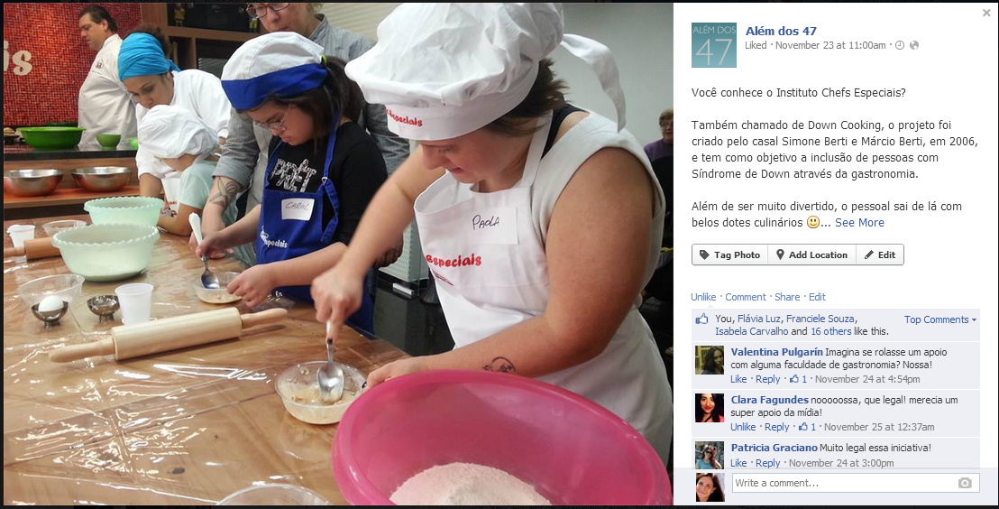 is
especiais
PRÊT
CAROL
especiais
PAOLA
especiais
ALÉM DOS
47
Além dos 47
Liked · November 23 at 11:00am ·
Você conhece o Instituto Chefs Especiais?
Também chamado de Down Cooking, o projeto foi
criado pelo casal Simone Berti e Márcio Berti, em 2006,
e tem como objetivo a inclusão de pessoas com
Síndrome de Down através da gastronomia.
Além de ser muito divertido, o pessoal sai de lá com
belos dotes culinários ... See More
Tag Photo Add Location Edit
Unlike · Comment · Share · Edit
You, Flávia Luz, Franciele Souza, Top Comments
Isabela Carvalho and 16 others like this.
Valentina Pulgarín Imagina se rolasse um apoio
com alguma faculdade de gastronomia? Nossa!
Like · Reply · 1 · November 24 at 4:54pm
Clara Fagundes nooooossa, que legal! merecia um
super apoio da mídia!
Unlike · Reply · 1 · November 25 at 12:37am
Patricia Graciano Muito legal essa iniciativa!
Like · Reply · November 24 at 3:00pm
Write a comment...